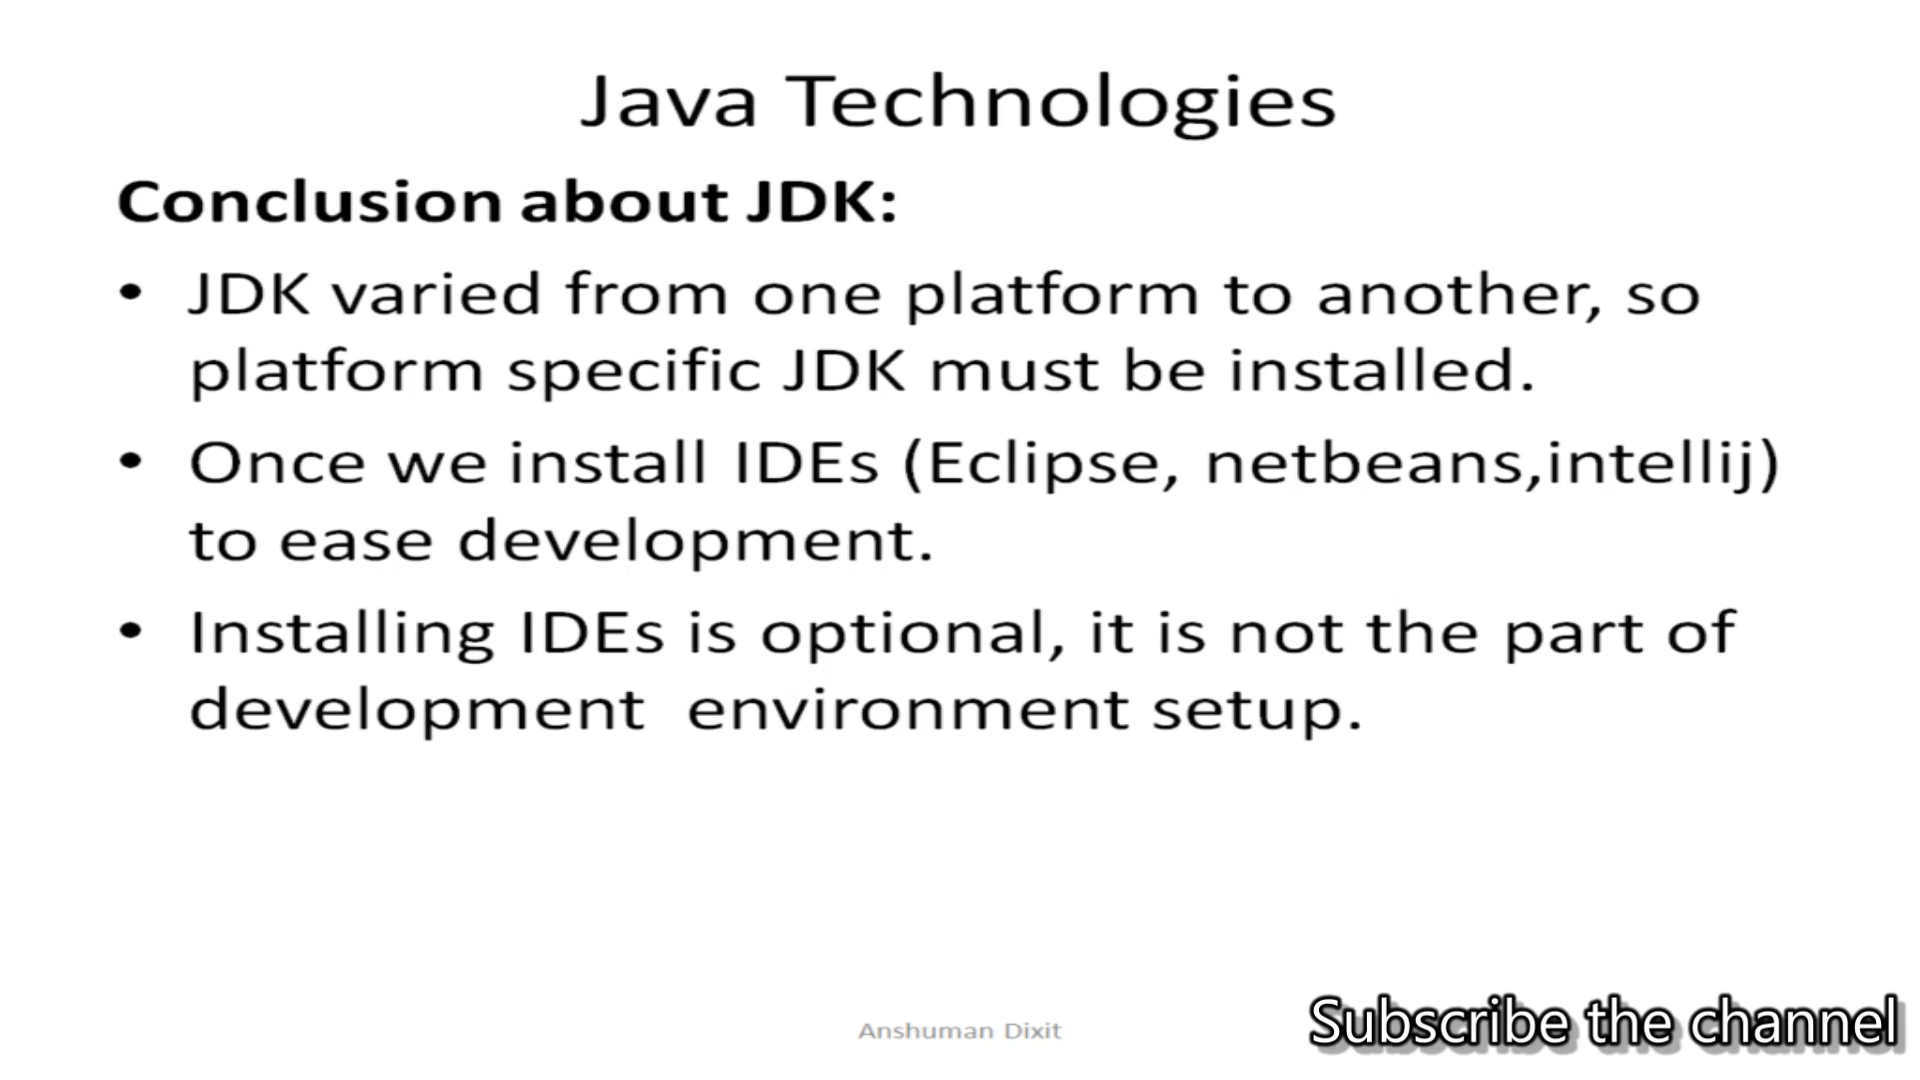 Java Technologies
Conclusion about JDK:
• JDK varied from one platform to another, so
platform specific JDK must be installed.
• Once we install IDEs (Eclipse, netbeans,intellij)
to ease development.
• Installing IDEs is optional, it is not the part of
development  environment setup.
Anshuman Dixit
Subscribe the channel